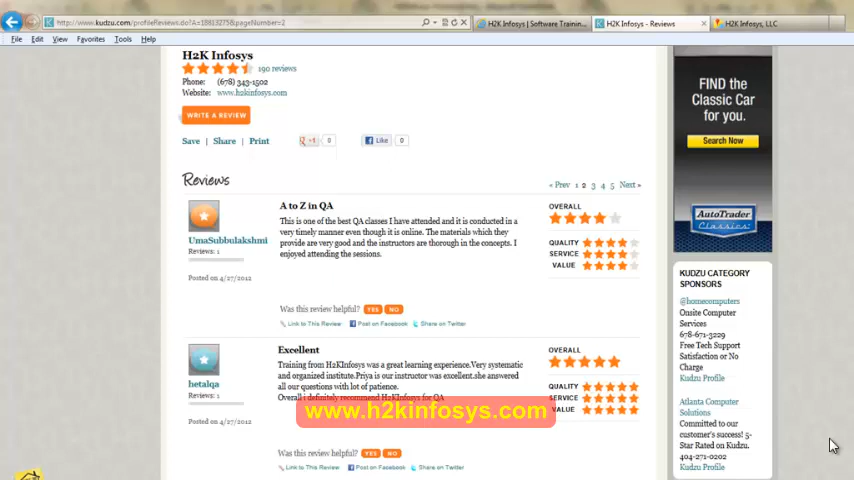 http://www.kudzu.com/profileReviews.do?A=18813275&pageNumber=2
H2K Infosys | Software Trainin...
H2K Infosys - Reviews
H2K Infosys, LLC
File Edit View Favorites Tools Help
H2K Infosys
190 reviews
Phone: (678) 343-1502
Website: www.h2kinfosys.com
WRITE A REVIEW
Save | Share | Print
+1 0
Like 0
Reviews
« Prev 1 2 3 4 5 Next »
A to Z in QA
This is one of the best QA classes I have attended and it is conducted in a
very timely manner even though it is online. The materials which they
provide are very good and the instructors are thorough in the concepts. I
enjoyed attending the sessions.
UmaSubbulakshmi
Reviews: 1
Posted on 4/27/2012
OVERALL
QUALITY
SERVICE
VALUE
Was this review helpful? YES NO
Link to This Review Post on Facebook Share on Twitter
Excellent
Training from H2KInfosys was a great learning experience.Very systematic
and organized institute.Priya is our instructor was excellent.she answered
all our questions with lot of patience.
Overall i definitely recommend H2KInfosys for QA
hetalqa
Reviews: 1
Posted on 4/27/2012
OVERALL
QUALITY
SERVICE
VALUE
www.h2kinfosys.com
Was this review helpful? YES NO
Link to This Review Post on Facebook Share on Twitter
FIND the
Classic Car
for you.
Search Now
AutoTrader
Classics
KUDZU CATEGORY
SPONSORS
@homecomputers
Onsite Computer
Services
678-671-3229
Free Tech Support
Satisfaction or No
Charge
Kudzu Profile
Atlanta Computer
Solutions
Committed to our
customer's success! 5-
Star Rated on Kudzu.
404-271-0202
Kudzu Profile